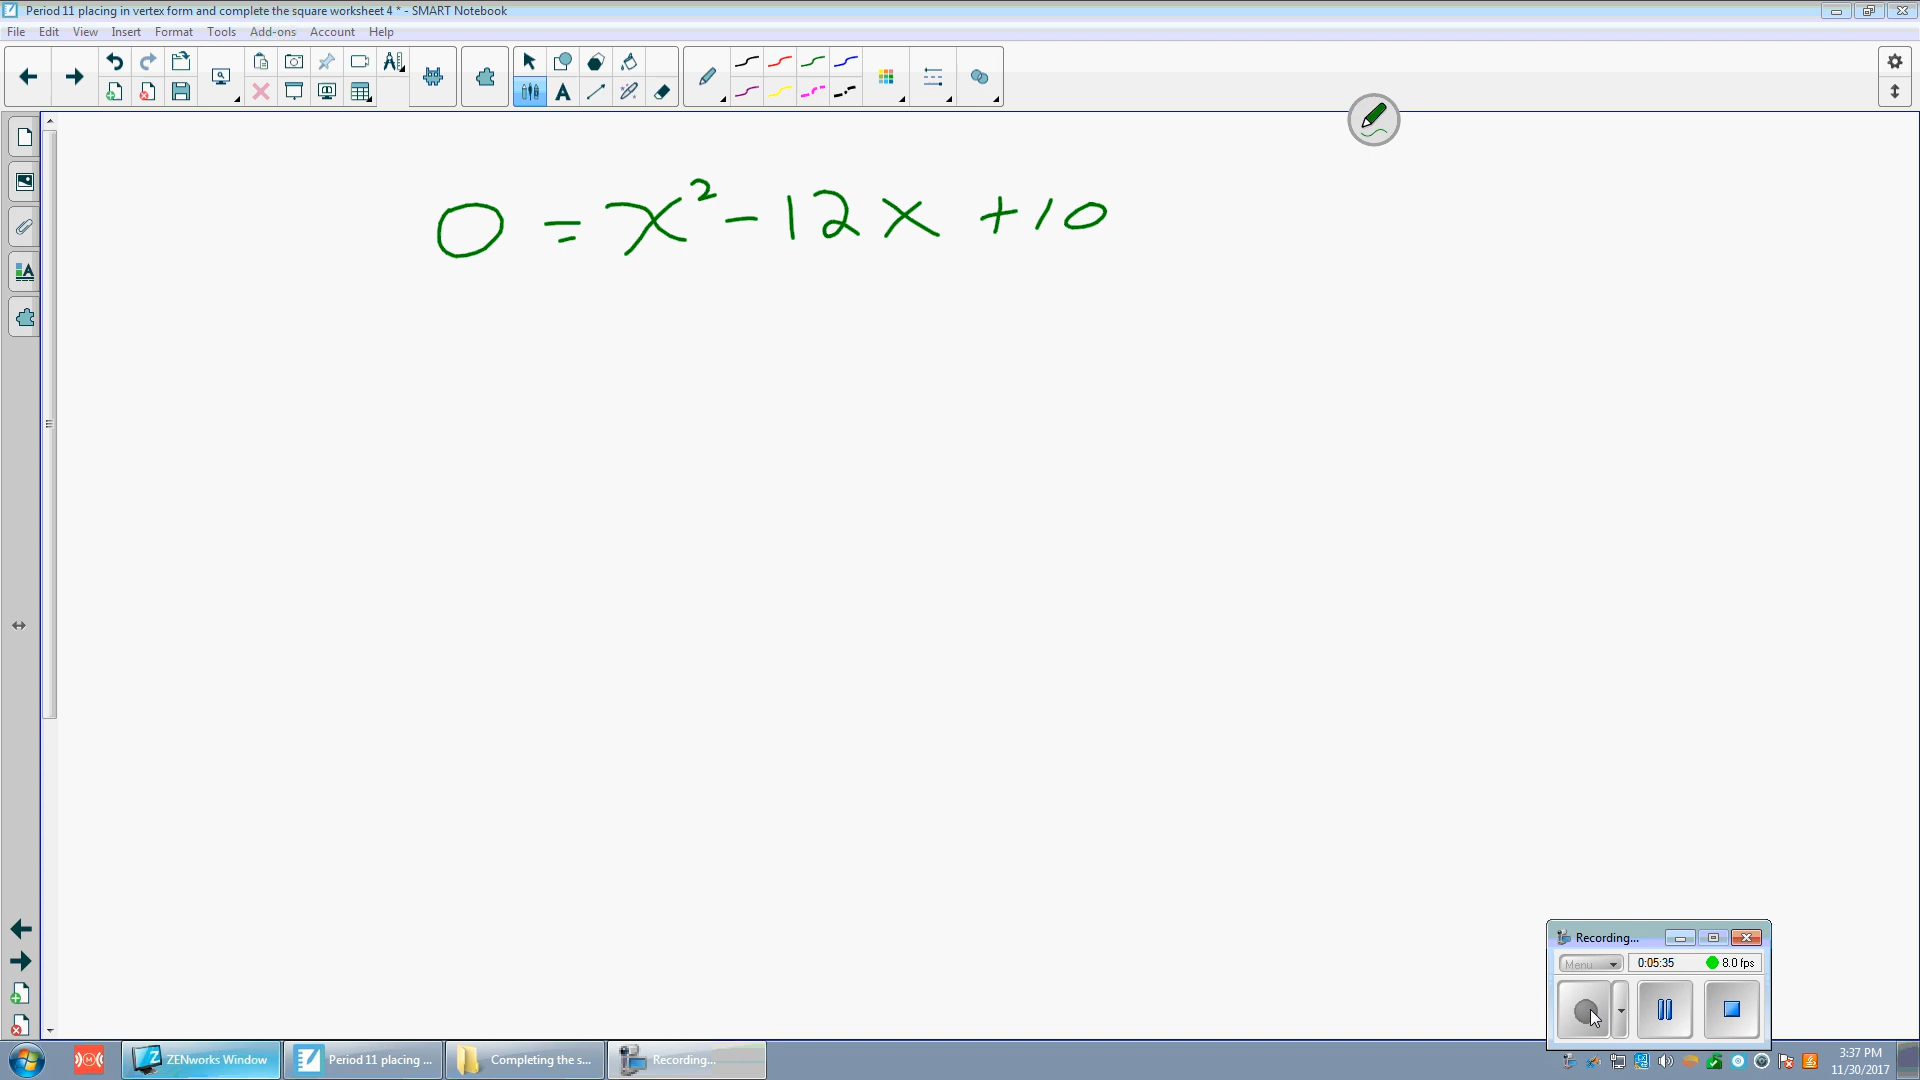 Period 11 placing in vertex form and complete the square worksheet 4 * - SMART Notebook
File Edit View Insert Format Tools Add-ons Account Help
0 = x² - 12x + 10
Recording...
Menu 0:05:35 8.0 fps
ZENworks Window Period 11 placing ... Completing the s... Recording... 3:37 PM
11/30/2017